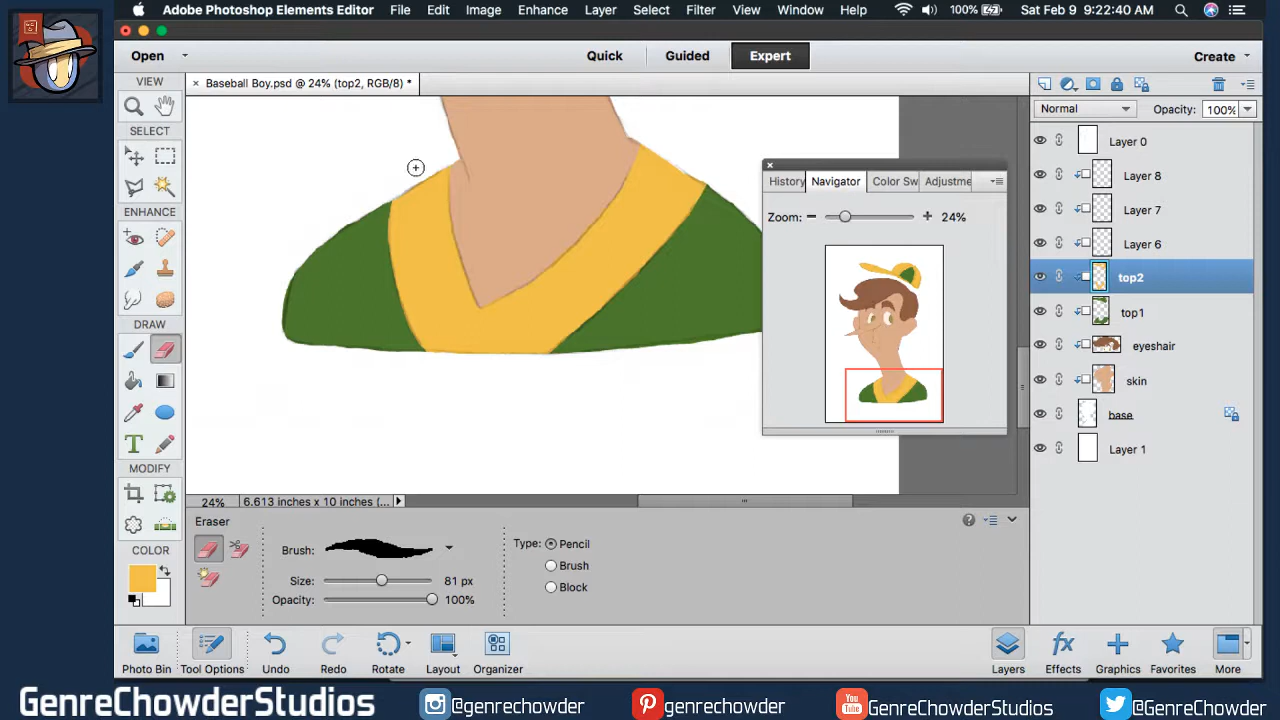 Adobe Photoshop Elements Editor File Edit Image Enhance Layer Select Filter View Window Help 100% Sat Feb 9 9:22:40 AM
Open Quick Guided Expert Create
VIEW
Baseball Boy.psd @ 24% (top2, RGB/8) *
Normal Opacity: 100%
SELECT
Layer 0
Layer 8
History Navigator Color Sw Adjustme
Layer 7
ENHANCE
Zoom: 24%
Layer 6
top2
top1
DRAW
eyeshair
skin
base
Layer 1
T
MODIFY
24% 6.613 inches x 10 inches (...
Eraser
COLOR
Brush:
Size: 81 px
Opacity: 100%
Type: Pencil
Brush
Block
Photo Bin Tool Options Undo Redo Rotate Layout Organizer Layers fx Effects Graphics Favorites More
GenreChowderStudios @genrechowder genrechowder You Tube GenreChowderStudios @GenreChowder